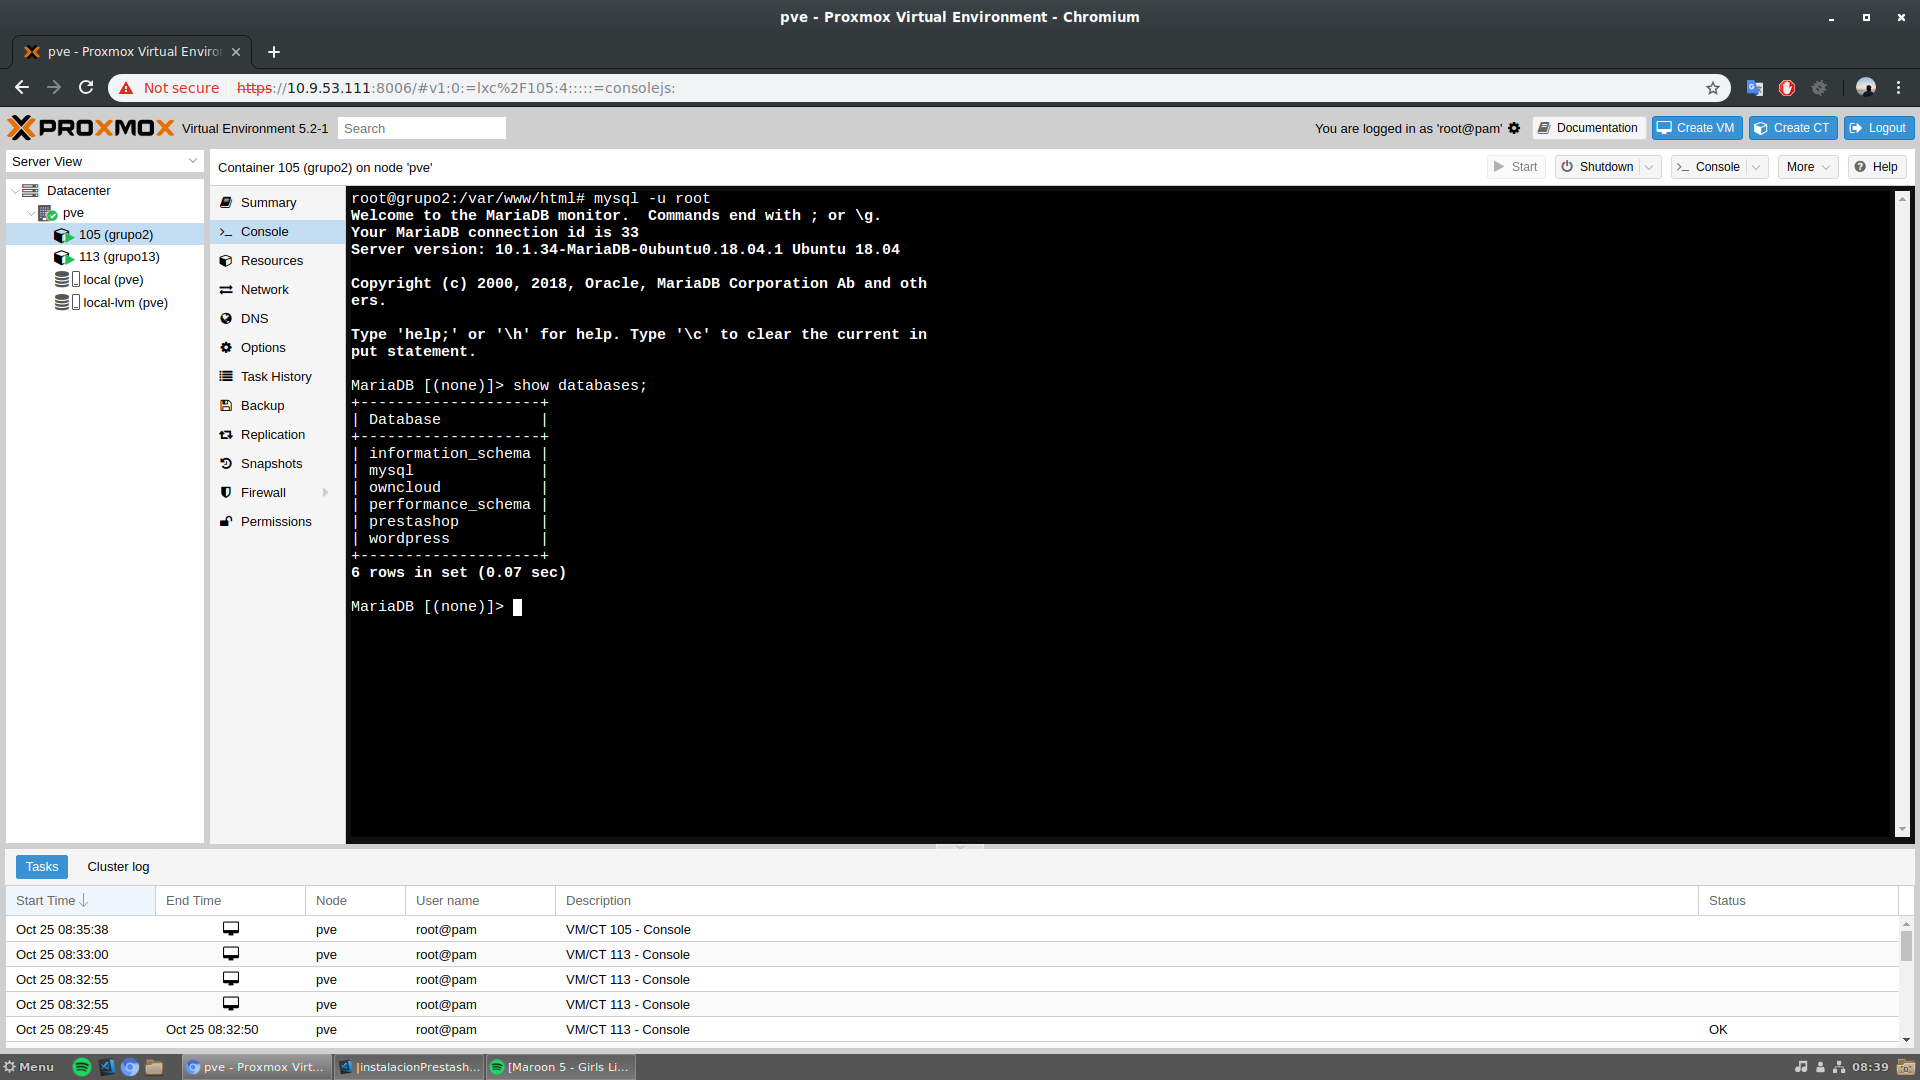 pve - Proxmox Virtual Environment - Chromium
pve - Proxmox Virtual Enviro
Not secure https://10.9.53.111:8006/#v1:0:=lxc%2F105:4:::::=consolejs:
PROXMOX Virtual Environment 5.2-1 Search You are logged in as 'root@pam' Documentation Create VM Create CT Logout
Server View
Datacenter
pve
105 (grupo2)
113 (grupo13)
local (pve)
local-lvm (pve)
Container 105 (grupo2) on node 'pve' Start Shutdown Console More Help
Summary
Console
Resources
Network
DNS
Options
Task History
Backup
Replication
Snapshots
Firewall
Permissions
root@grupo2:/var/www/html# mysql -u root
Welcome to the MariaDB monitor.  Commands end with ; or \g.
Your MariaDB connection id is 33
Server version: 10.1.34-MariaDB-0ubuntu0.18.04.1 Ubuntu 18.04
Copyright (c) 2000, 2018, Oracle, MariaDB Corporation Ab and oth
ers.
Type 'help;' or '\h' for help. Type '\c' to clear the current in
put statement.
MariaDB [(none)]> show databases;
+--------------------+
| Database           |
+--------------------+
| information_schema |
| mysql              |
| owncloud           |
| performance_schema |
| prestashop         |
| wordpress          |
+--------------------+
6 rows in set (0.07 sec)
MariaDB [(none)]>
Tasks Cluster log
Start Time End Time Node User name Description Status
Oct 25 08:35:38 pve root@pam VM/CT 105 - Console
Oct 25 08:33:00 pve root@pam VM/CT 113 - Console
Oct 25 08:32:55 pve root@pam VM/CT 113 - Console
Oct 25 08:32:55 pve root@pam VM/CT 113 - Console
Oct 25 08:29:45 Oct 25 08:32:50 pve root@pam VM/CT 113 - Console OK
Menu pve - Proxmox Virt... |instalacionPrestash... [Maroon 5 - Girls Li... 08:39